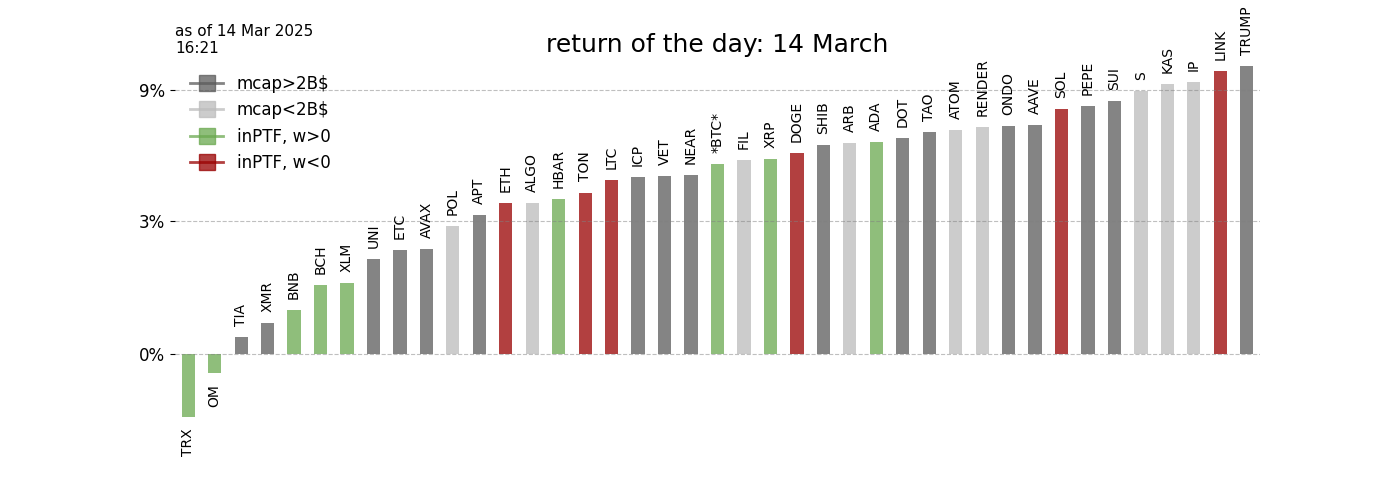 as of 14 Mar 2025
16:21
return of the day: 14 March
mcap>2B$
mcap<2B$
inPTF, w>0
inPTF, w<0
9%
3%
0%
TRX
OM
TIA
XMR
BNB
BCH
XLM
UNI
ETC
AVAX
POL
APT
ETH
ALGO
HBAR
TON
LTC
ICP
VET
NEAR
*BTC*
FIL
XRP
DOGE
SHIB
ARB
ADA
DOT
TAO
ATOM
RENDER
ONDO
AAVE
SOL
PEPE
SUI
S
KAS
IP
LINK
TRUMP